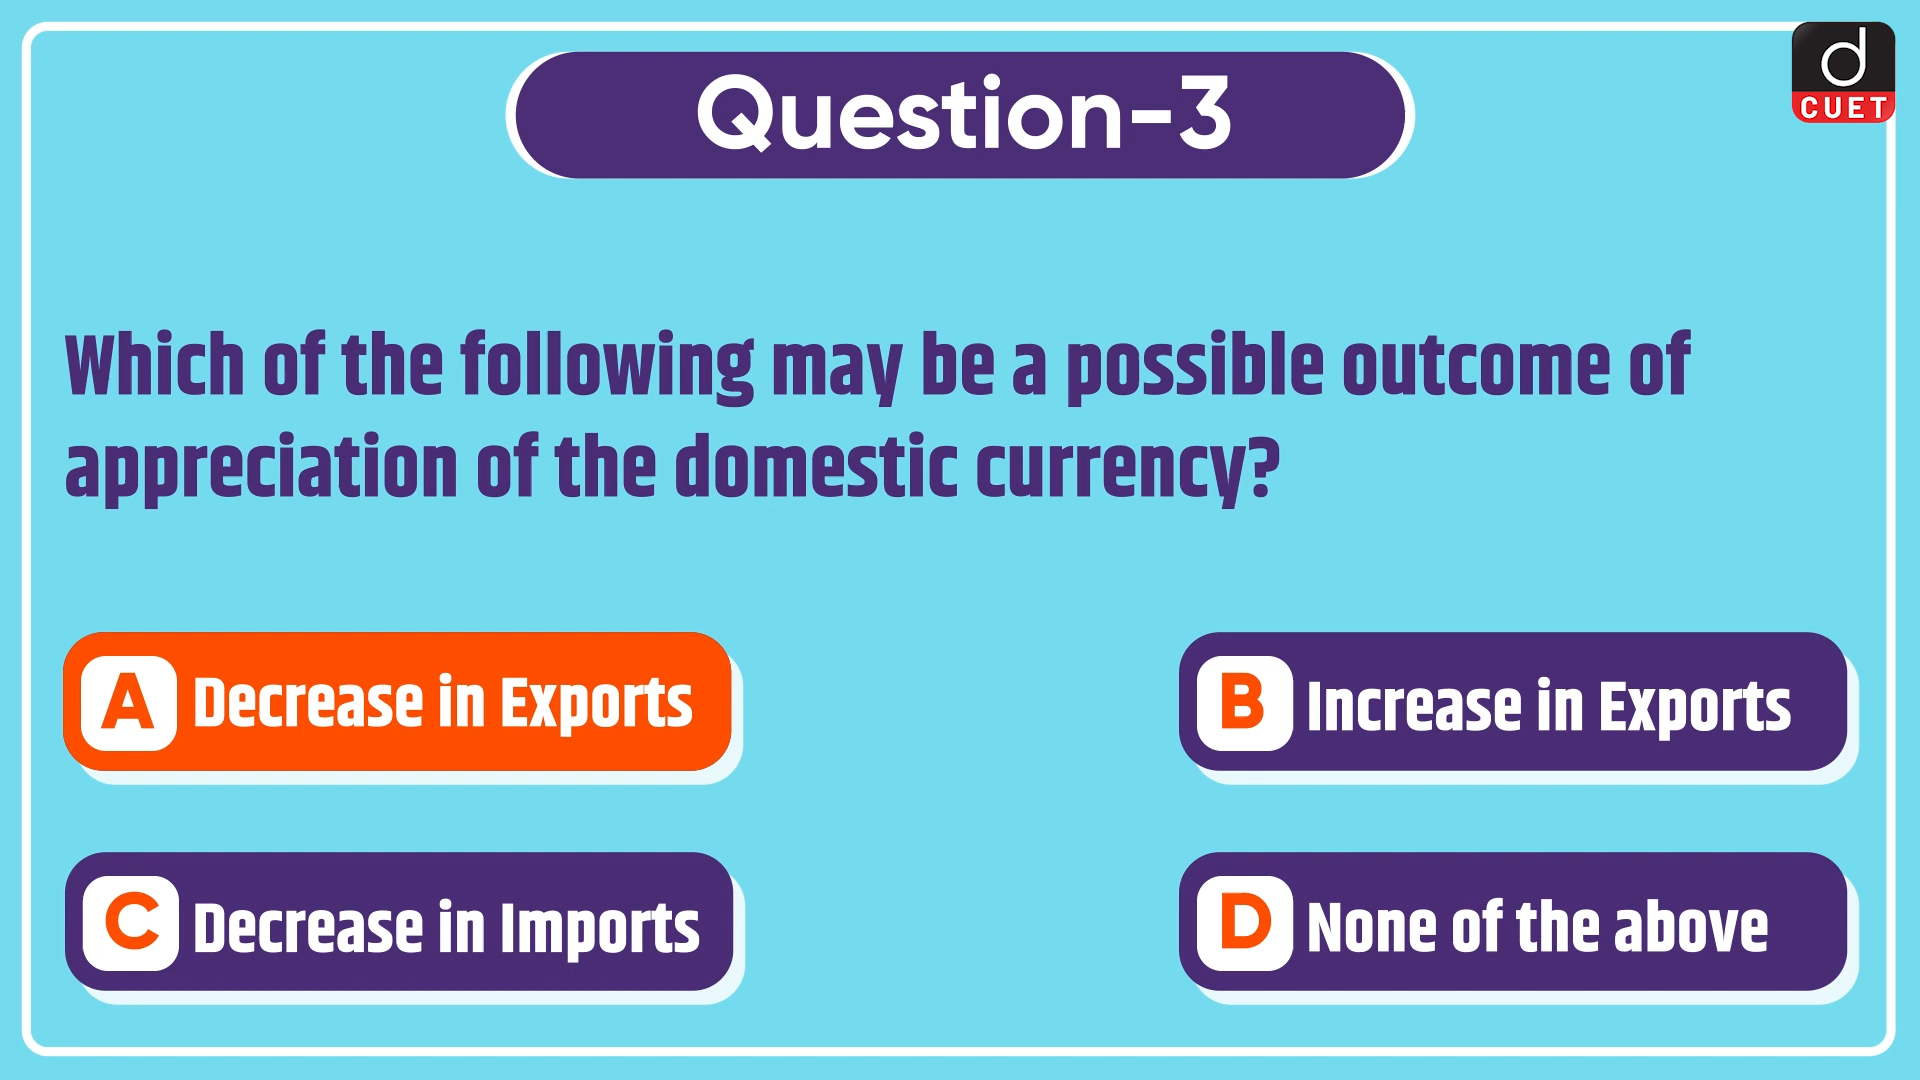 d
CUET
Question-3
Which of the following may be a possible outcome of
appreciation of the domestic currency?
A Decrease in Exports
B Increase in Exports
C Decrease in Imports
D None of the above